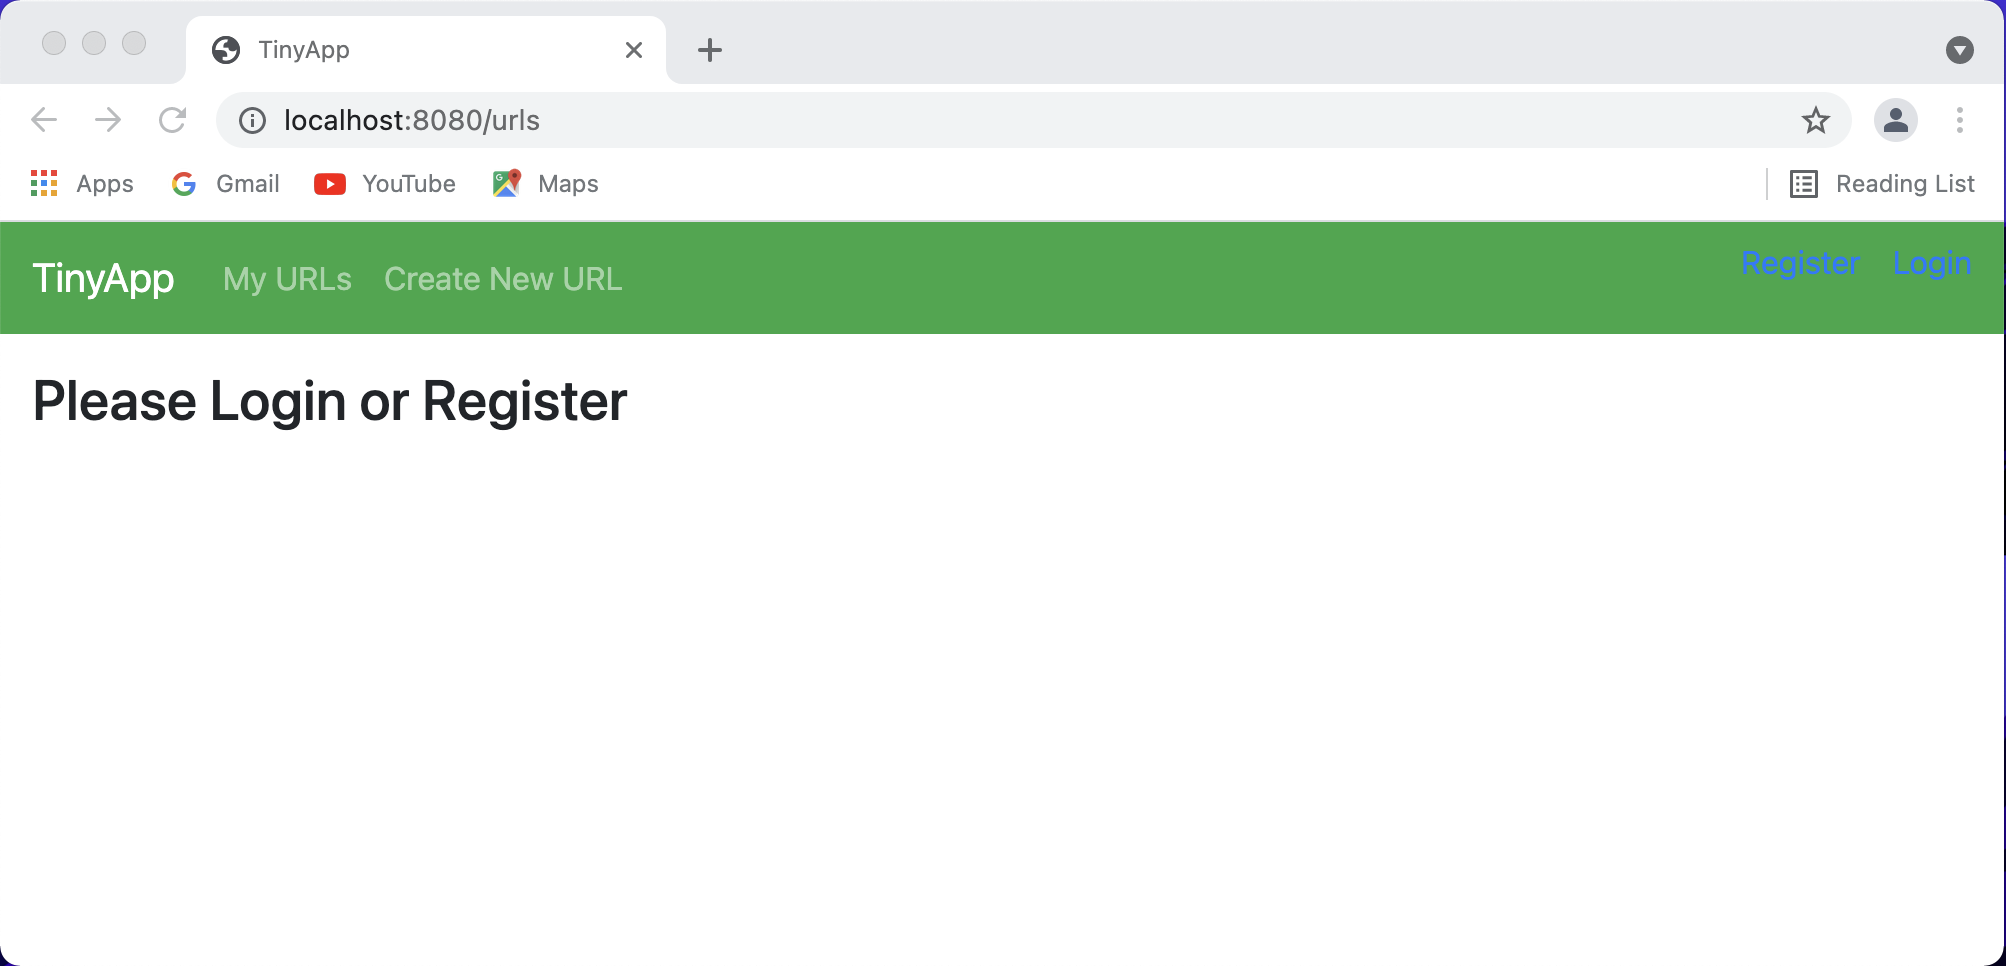 TinyApp
localhost:8080/urls
Apps Gmail YouTube Maps Reading List
TinyApp My URLs Create New URL Register Login
Please Login or Register